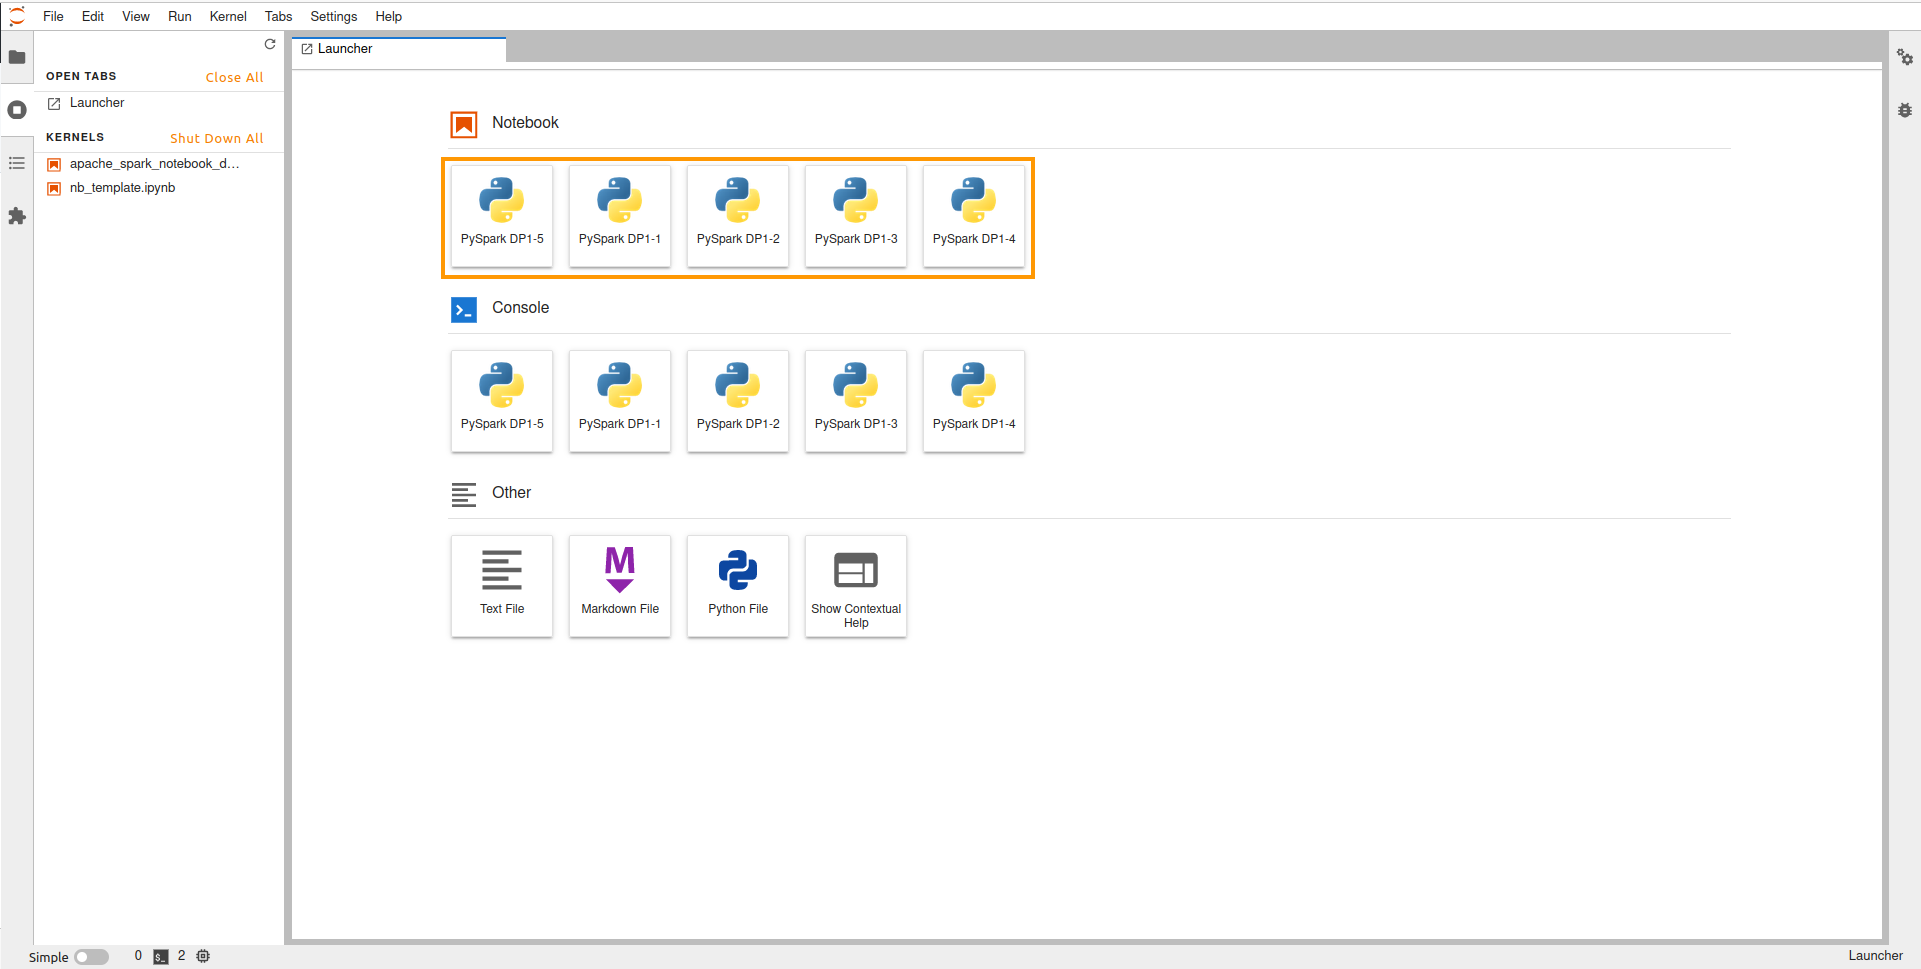 File Edit View Run Kernel Tabs Settings Help
Launcher
OPEN TABS Close All
Launcher
KERNELS Shut Down All
apache_spark_notebook_d...
nb_template.ipynb
Notebook
PySpark DP1-5 PySpark DP1-1 PySpark DP1-2 PySpark DP1-3 PySpark DP1-4
Console
PySpark DP1-5 PySpark DP1-1 PySpark DP1-2 PySpark DP1-3 PySpark DP1-4
Other
Text File Markdown File Python File Show Contextual
Help
Simple 0 $_ 2 Launcher